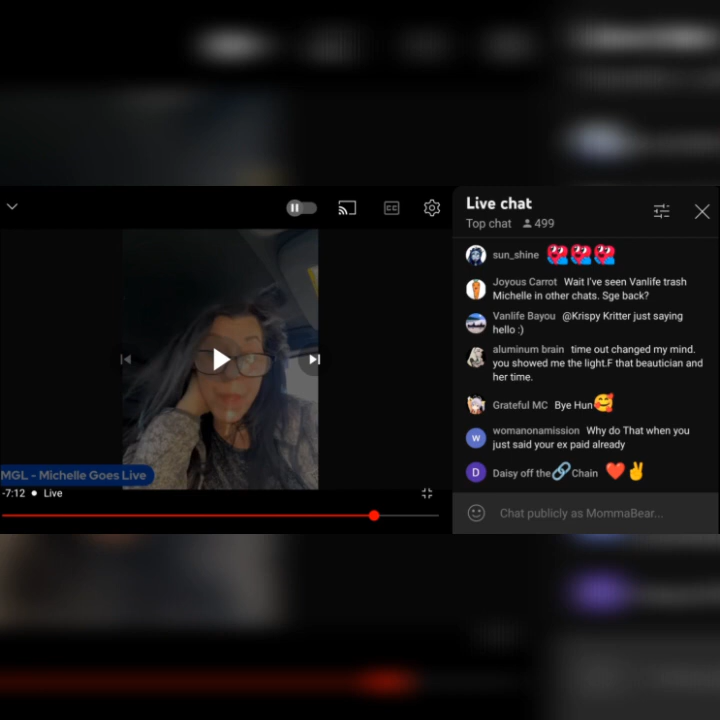 Live chat
Top chat 499
sun_shine
Joyous Carrot Wait I've seen Vanlife trash
Michelle in other chats. Sge back?
Vanlife Bayou @Krispy Kritter just saying
hello :)
aluminum brain time out changed my mind.
you showed me the light.F that beautician and
her time.
Grateful MC Bye Hun
womanonamission Why do That when you
just said your ex paid already
Daisy off the Chain
Chat publicly as MommaBear...
CC
MGL - Michelle Goes Live
-7:12 • Live
W
D